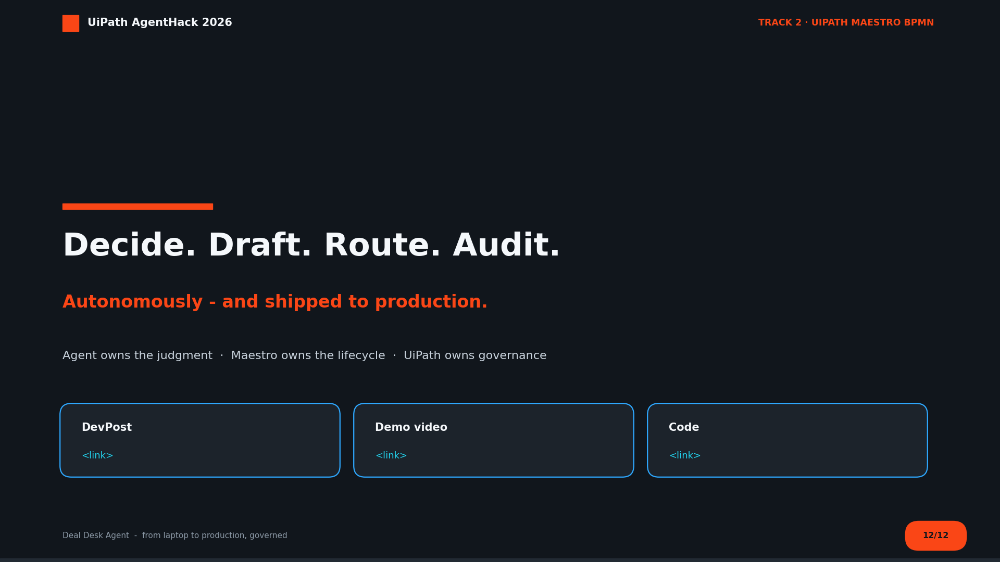 UiPath AgentHack 2026
TRACK 2 · UIPATH MAESTRO BPMN
Decide. Draft. Route. Audit.
Autonomously - and shipped to production.
Agent owns the judgment · Maestro owns the lifecycle · UiPath owns governance
DevPost
<link>
Demo video
<link>
Code
<link>
Deal Desk Agent - from laptop to production, governed
12/12